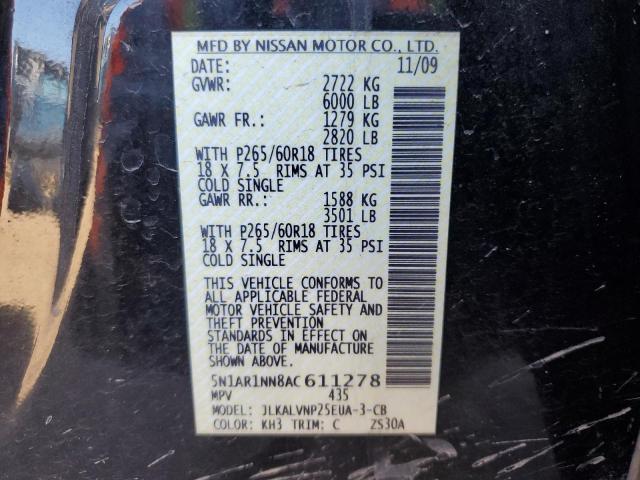 MFD BY NISSAN MOTOR CO., LTD.
DATE: 11/09
GVWR: 2722 KG
6000 LB
GAWR FR.: 1279 KG
2820 LB
WITH P265/60R18 TIRES
18 X 7.5 RIMS AT 35 PSI
COLD SINGLE
GAWR RR.: 1588 KG
3501 LB
WITH P265/60R18 TIRES
18 X 7.5 RIMS AT 35 PSI
COLD SINGLE
THIS VEHICLE CONFORMS TO
ALL APPLICABLE FEDERAL
MOTOR VEHICLE SAFETY AND
THEFT PREVENTION
STANDARDS IN EFFECT ON
THE DATE OF MANUFACTURE
SHOWN ABOVE.
5N1AR1NN8AC611278
MPV 435
MODEL: JLKALVNP25EUA-3-CB
COLOR: KH3 TRIM: C ZS30A